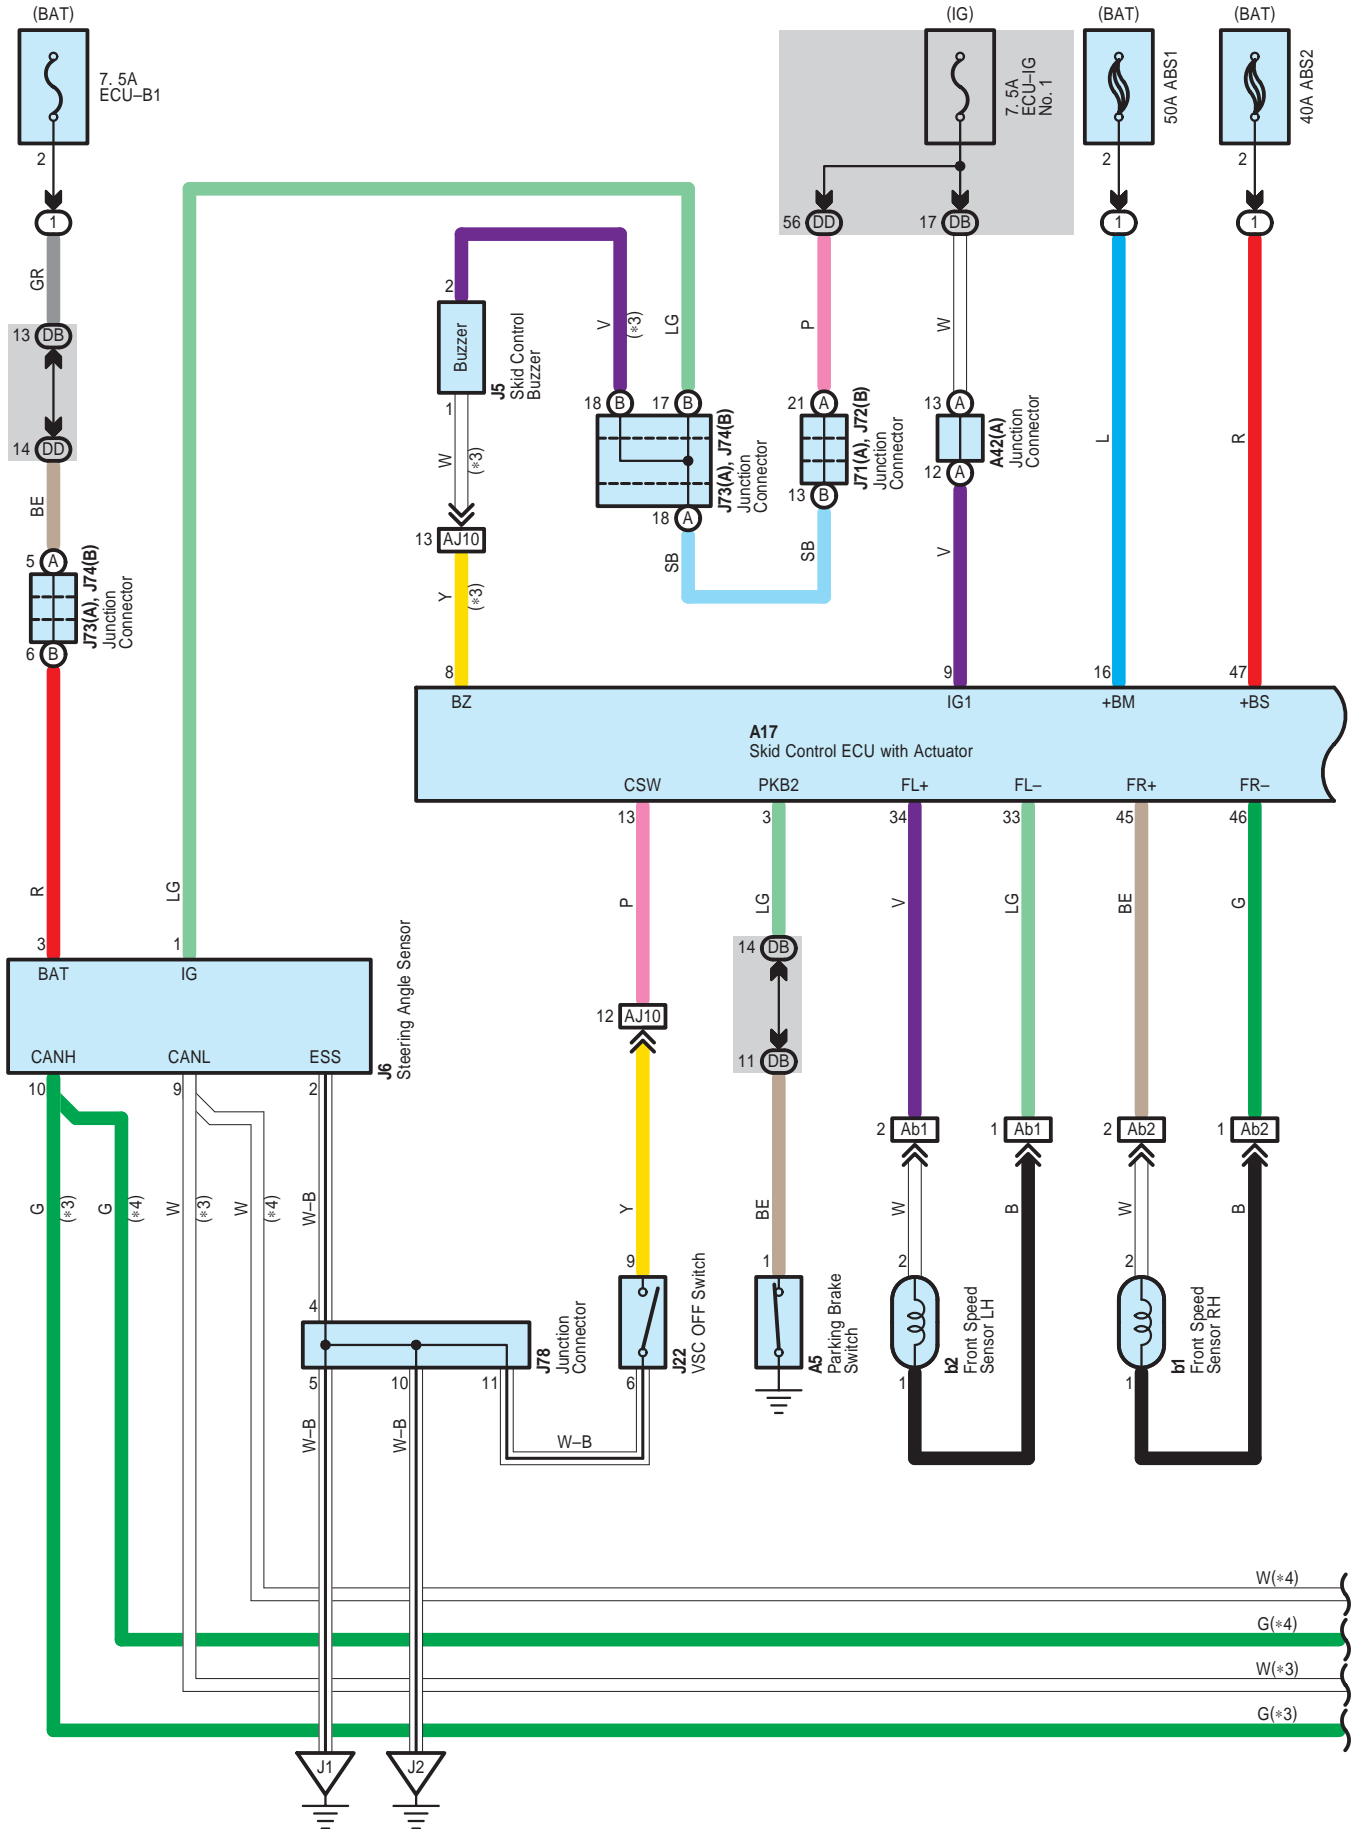 (BAT)
(IG)
(BAT)
(BAT)
7. 5A
ECU–B1
7. 5A
ECU–IG
No. 1
50A ABS1
40A ABS2
2
2
2
1
56 DD
17 DB
1
1
GR
2
13 DB
Buzzer
J5
Skid Control
Buzzer
V
(∗3)
LG
P
W
L
R
1
18 B
17 B
21 A
13 A
14 DD
W
(∗3)
J73(A), J74(B)
Junction
Connector
J71(A), J72(B)
Junction
Connector
A42(A)
Junction
Connector
12 A
13 B
18 A
BE
13 AJ10
SB
SB
V
5 A
J73(A), J74(B)
Junction
Connector
Y
(∗3)
6 B
8
9
16
47
BZ
IG1
+BM
+BS
A17
Skid Control ECU with Actuator
CSW
PKB2
FL+
FL–
FR+
FR–
13
3
34
33
45
46
R
LG
P
LG
V
LG
BE
G
3
1
14 DB
BAT
IG
J6
Steering Angle Sensor
12 AJ10
CANH
CANL
ESS
11 DB
10
9
2
2 Ab1
1 Ab1
2 Ab2
1 Ab2
G
(∗3)
G
(∗4)
W
(∗3)
W
(∗4)
W–B
Y
BE
W
B
W
B
9
1
2
2
4
J78
Junction
Connector
J22
VSC OFF Switch
A5
Parking Brake
Switch
b2
Front Speed
Sensor LH
b1
Front Speed
Sensor RH
5
10
11
6
1
1
W–B
W–B
W–B
W(∗4)
G(∗4)
W(∗3)
G(∗3)
J1
J2